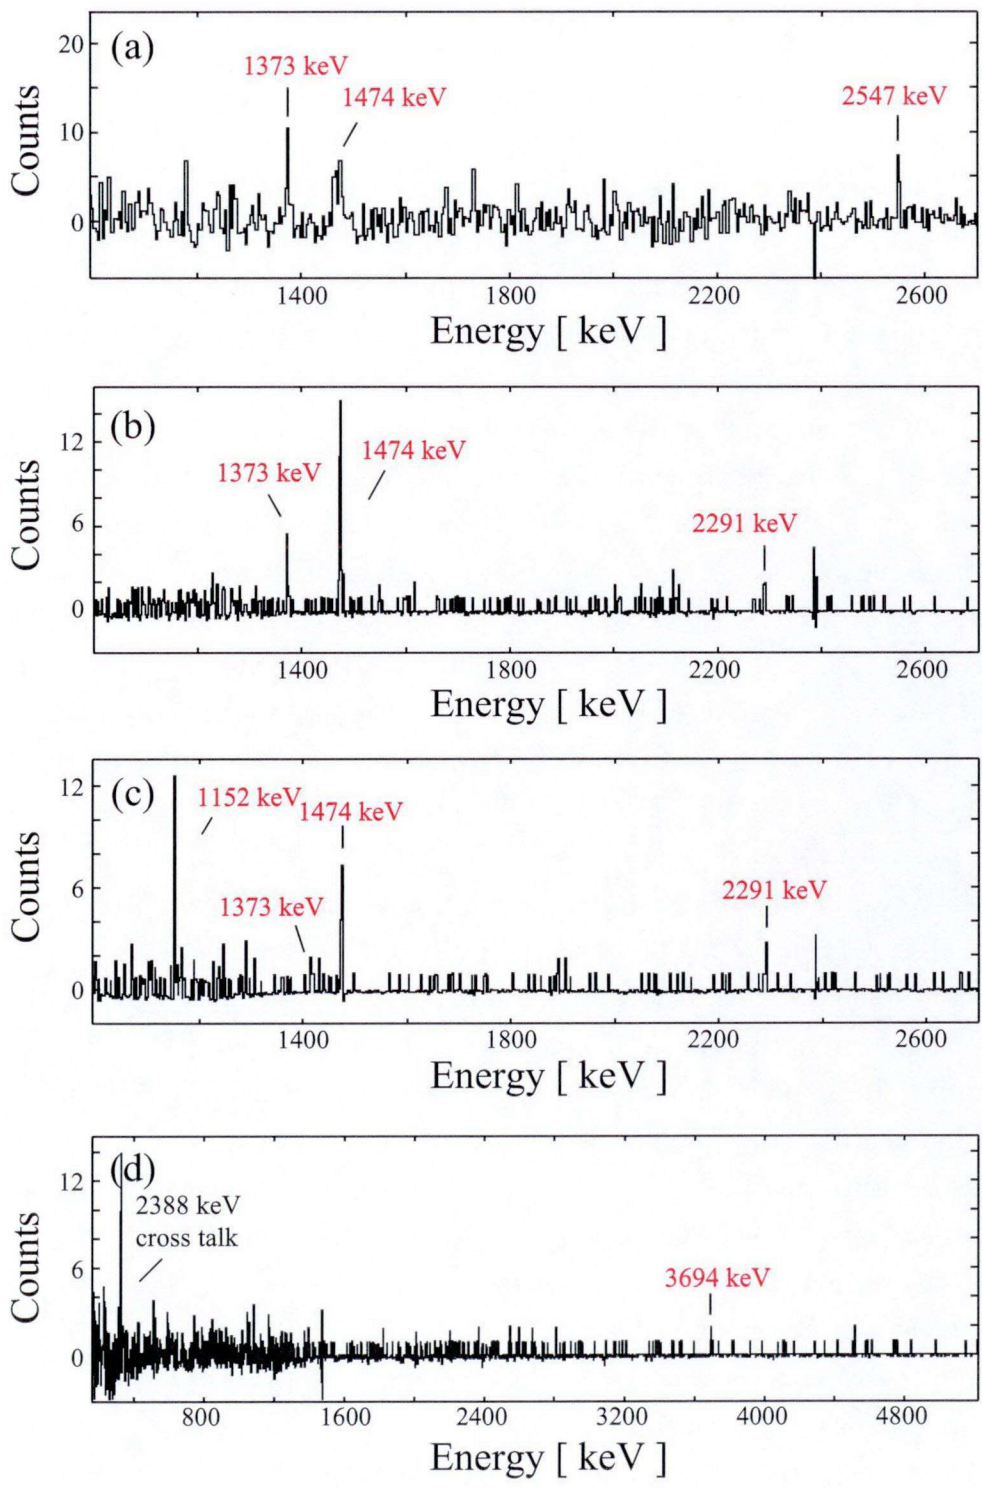 (a)
1373 keV
1474 keV
2547 keV
20
10
0
Counts
1400 1800 2200 2600
Energy [ keV ]
(b)
1373 keV
1474 keV
2291 keV
12
6
0
Counts
1400 1800 2200 2600
Energy [ keV ]
(c)
1152 keV
1474 keV
1373 keV
2291 keV
12
6
0
Counts
1400 1800 2200 2600
Energy [ keV ]
(d)
2388 keV
cross talk
3694 keV
12
6
0
Counts
800 1600 2400 3200 4000 4800
Energy [ keV ]